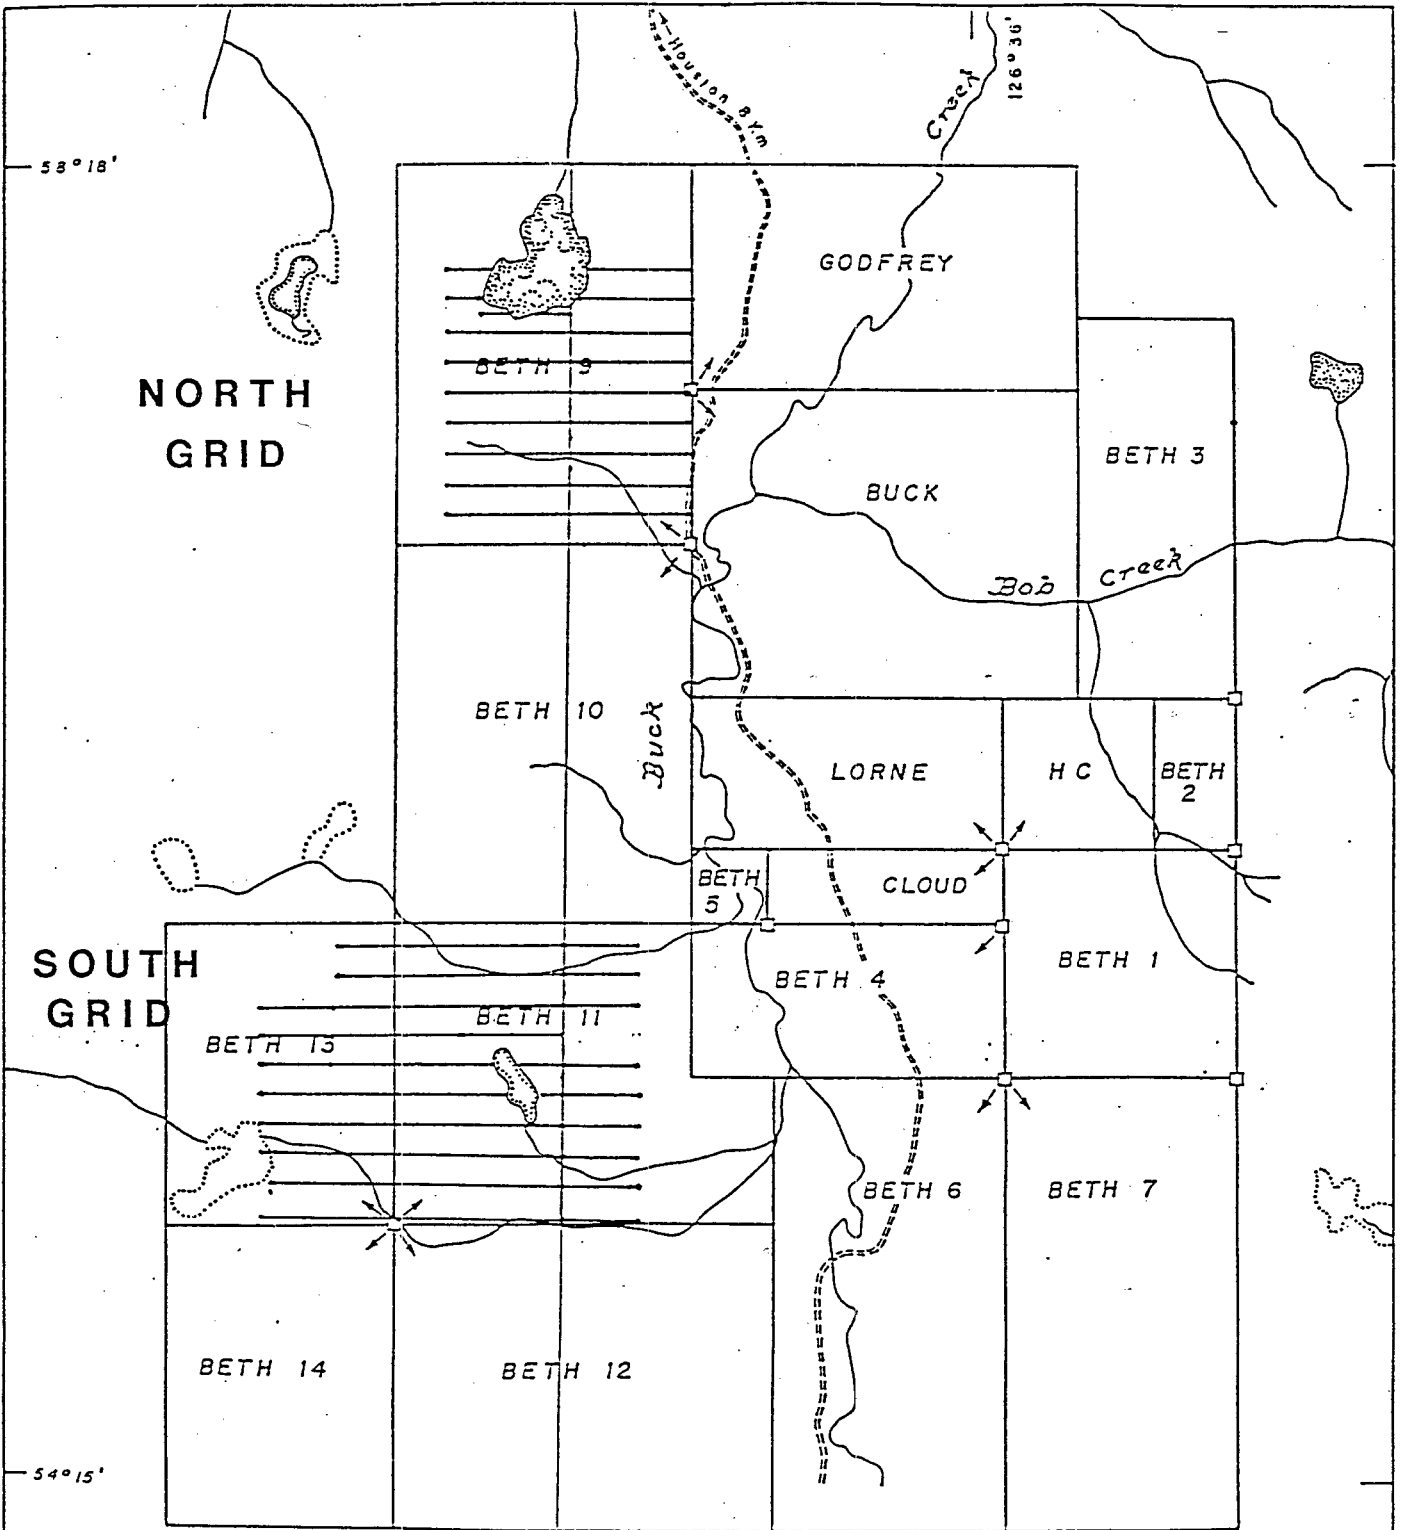 Houston 8 Y.m
Creek
126° 36'
53° 18'
GODFREY
NORTH
GRID
BETH 9
BETH 3
BUCK
Bob Creek
BETH 10
Buck
LORNE
H C
BETH
2
BETH
5
CLOUD
SOUTH
GRID
BETH 4
BETH 1
BETH 11
BETH 13
BETH 6
BETH 7
BETH 14
BETH 12
54° 15'